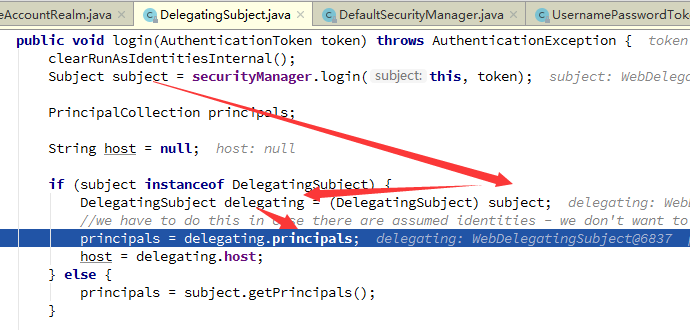 eAccountRealm.java DelegatingSubject.java DefaultSecurityManager.java UsernamePasswordTok
public void login(AuthenticationToken token) throws AuthenticationException { token
clearRunAsIdentitiesInternal();
Subject subject = securityManager.login( subject: this, token); subject: WebDeleg
PrincipalCollection principals;
String host = null; host: null
if (subject instanceof DelegatingSubject) {
DelegatingSubject delegating = (DelegatingSubject) subject; delegating: Web
//we have to do this in case there are assumed identities - we don't want to
principals = delegating.principals; delegating: WebDelegatingSubject@6837 p
host = delegating.host;
} else {
principals = subject.getPrincipals();
}